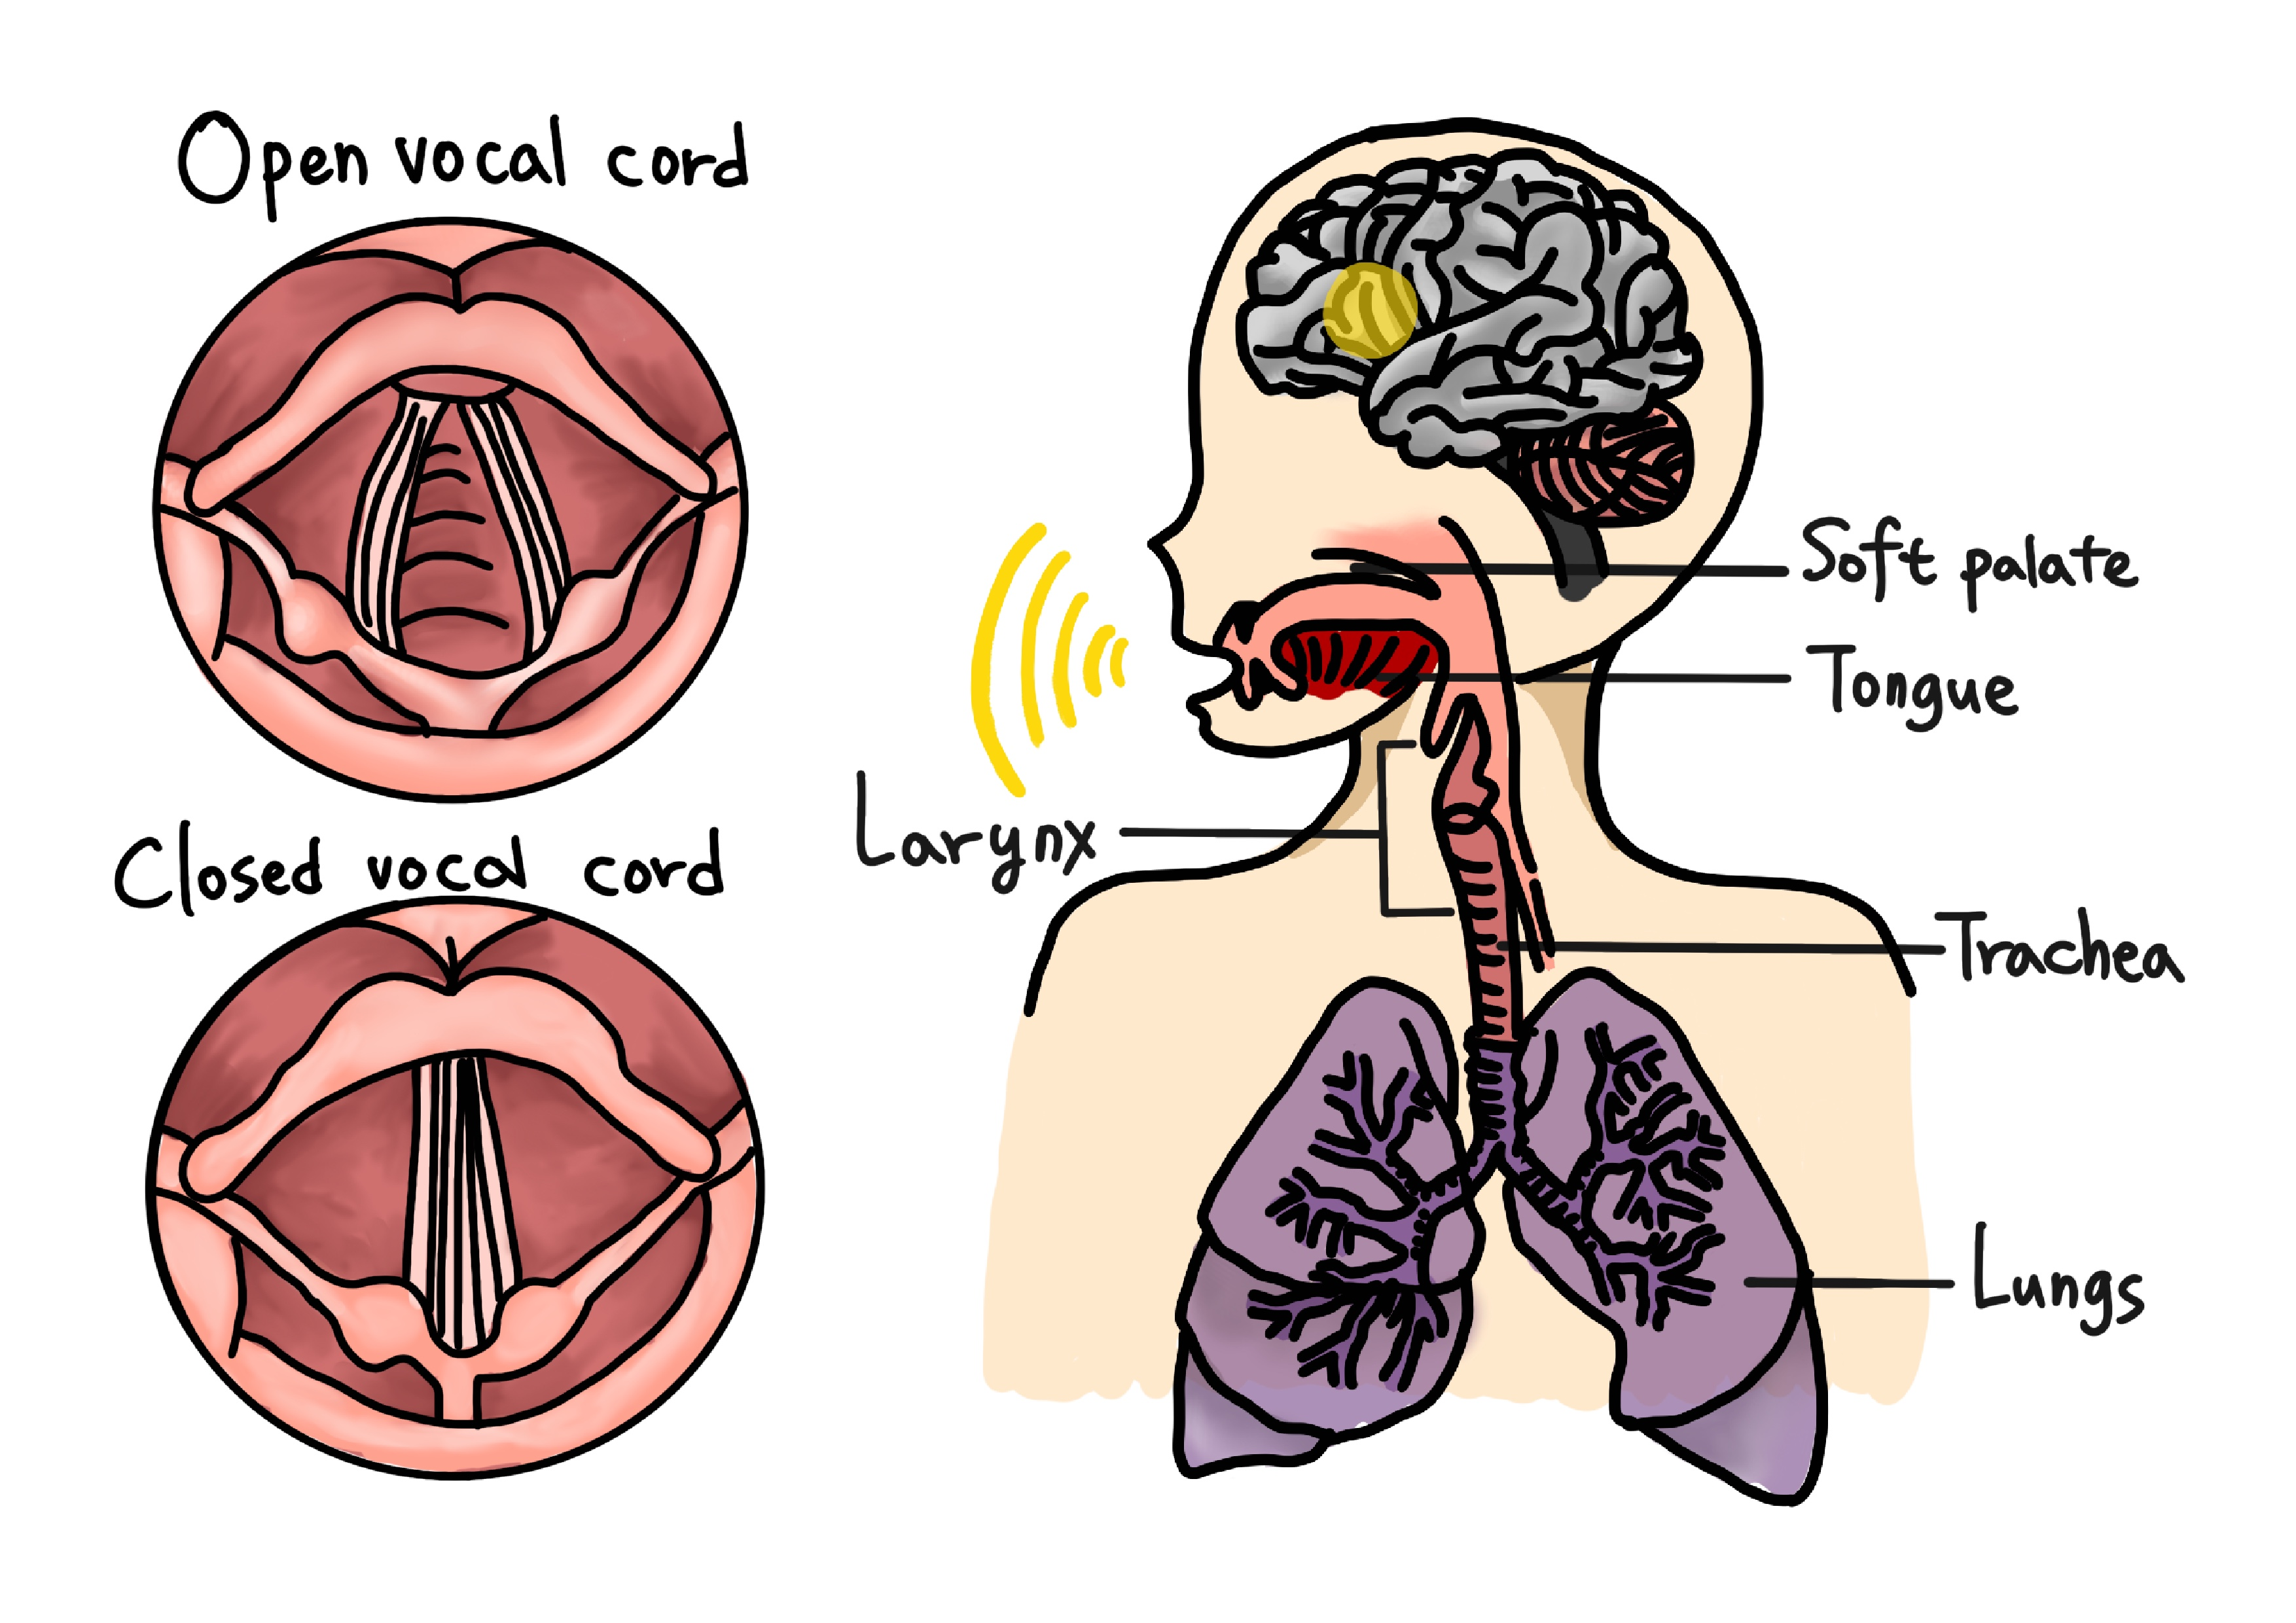 Open vocal cord
Closed vocal cord
Larynx
Soft palate
Tongue
Trachea
Lungs